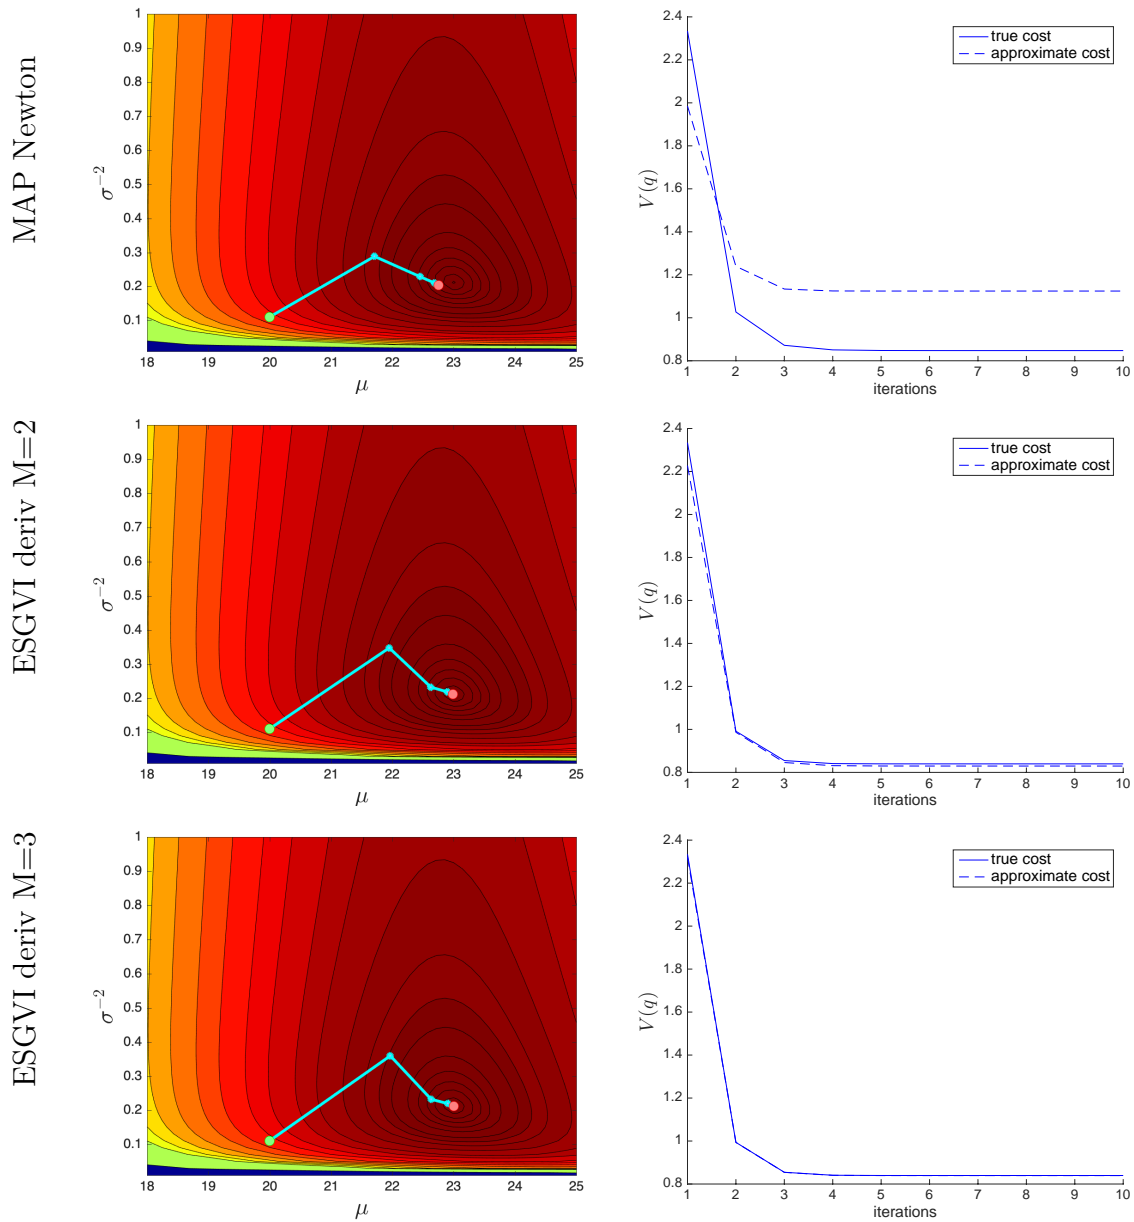 MAP Newton
1
0.9
0.8
0.7
0.6
0.5
0.4
0.3
0.2
0.1
σ⁻²
18 19 20 21 22 23 24 25
μ
true cost
approximate cost
2.4
2.2
2
1.8
1.6
1.4
1.2
1
0.8
V(q)
1 2 3 4 5 6 7 8 9 10
iterations
ESGVI deriv M=2
1
0.9
0.8
0.7
0.6
0.5
0.4
0.3
0.2
0.1
σ⁻²
18 19 20 21 22 23 24 25
μ
true cost
approximate cost
2.4
2.2
2
1.8
1.6
1.4
1.2
1
0.8
V(q)
1 2 3 4 5 6 7 8 9 10
iterations
ESGVI deriv M=3
1
0.9
0.8
0.7
0.6
0.5
0.4
0.3
0.2
0.1
σ⁻²
18 19 20 21 22 23 24 25
μ
true cost
approximate cost
2.4
2.2
2
1.8
1.6
1.4
1.2
1
0.8
V(q)
1 2 3 4 5 6 7 8 9 10
iterations